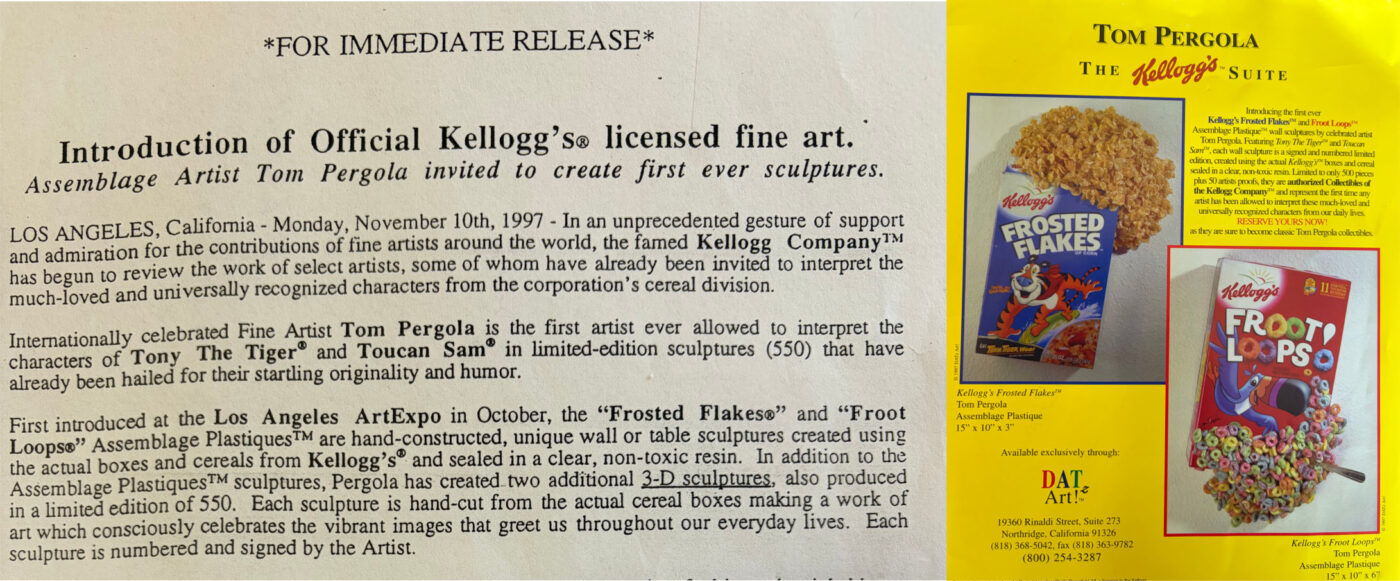 *FOR IMMEDIATE RELEASE*
Introduction of Official Kellogg's® licensed fine art.
Assemblage Artist Tom Pergola invited to create first ever sculptures.
LOS ANGELES, California - Monday, November 10th, 1997 - In an unprecedented gesture of support
and admiration for the contributions of fine artists around the world, the famed Kellogg Company™
has begun to review the work of select artists, some of whom have already been invited to interpret the
much-loved and universally recognized characters from the corporation's cereal division.
Internationally celebrated Fine Artist Tom Pergola is the first artist ever allowed to interpret the
characters of Tony The Tiger® and Toucan Sam® in limited-edition sculptures (550) that have
already been hailed for their startling originality and humor.
First introduced at the Los Angeles ArtExpo in October, the "Frosted Flakes®" and "Froot
Loops®" Assemblage Plastiques™ are hand-constructed, unique wall or table sculptures created using
the actual boxes and cereals from Kellogg's® and sealed in a clear, non-toxic resin. In addition to the
Assemblage Plastiques™ sculptures, Pergola has created two additional 3-D sculptures, also produced
in a limited edition of 550. Each sculpture is hand-cut from the actual cereal boxes making a work of
art which consciously celebrates the vibrant images that greet us throughout our everyday lives. Each
sculpture is numbered and signed by the Artist.
TOM PERGOLA
THE Kellogg's™ SUITE
Introducing the first ever
Kellogg's Frosted Flakes™ and Froot Loops™
Assemblage Plastique™ wall sculptures by celebrated artist
Tom Pergola. Featuring Tony The Tiger™ and Toucan
Sam™, each wall sculpture is a signed and numbered limited
edition, created using the actual Kellogg's™ boxes and cereal
sealed in a clear, non-toxic resin. Limited to only 500 pieces
plus 50 artists proofs, they are authorized Collectibles of
the Kellogg Company™ and represent the first time any
artist has been allowed to interpret these much-loved and
universally recognized characters from our daily lives.
RESERVE YOURS NOW!
as they are sure to become classic Tom Pergola collectibles.
Kellogg's
FROSTED
FLAKES
OF CORN
Kellogg's
11
FROOT
LOOPS
Kellogg's Frosted Flakes™
Tom Pergola
Assemblage Plastique
15" x 10" x 3"
Available exclusively through:
DAT
Art!™
19360 Rinaldi Street, Suite 273
Northridge, California 91326
(818) 368-5042, fax (818) 363-9782
(800) 254-3287
Kellogg's Froot Loops™
Tom Pergola
Assemblage Plastique
15" x 10" x 6"